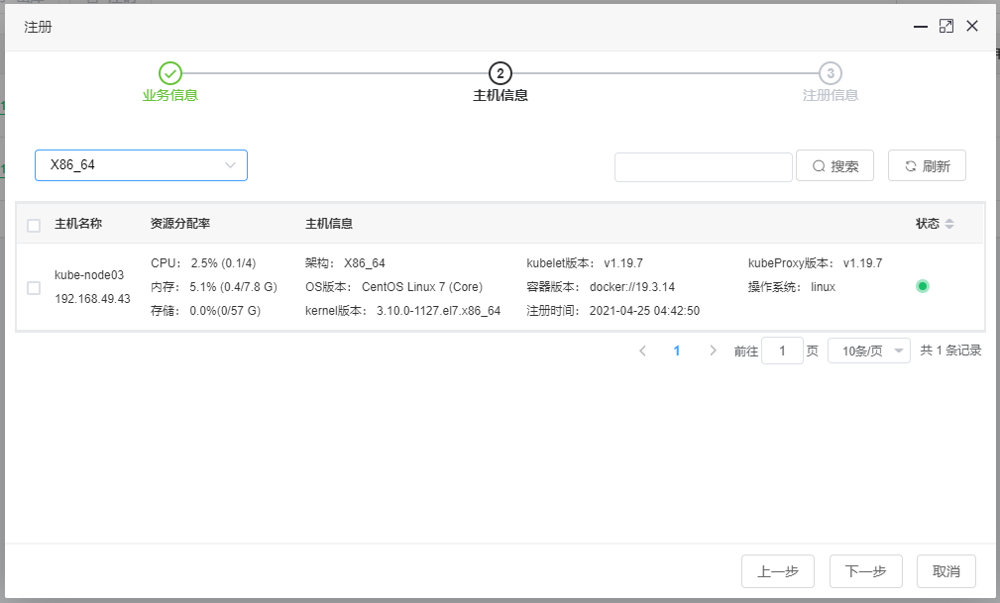 注册
2
3
业务信息
主机信息
注册信息
X86_64
搜索
刷新
主机名称
资源分配率
主机信息
状态
kube-node03
192.168.49.43
CPU: 2.5% (0.1/4)
内存: 5.1% (0.4/7.8 G)
存储: 0.0%(0/57 G)
架构: X86_64
OS版本: CentOS Linux 7 (Core)
kernel版本: 3.10.0-1127.el7.x86_64
kubelet版本: v1.19.7
容器版本: docker://19.3.14
注册时间: 2021-04-25 04:42:50
kubeProxy版本: v1.19.7
操作系统: linux
1 前往 1 页 10条/页 共 1 条记录
上一步
下一步
取消